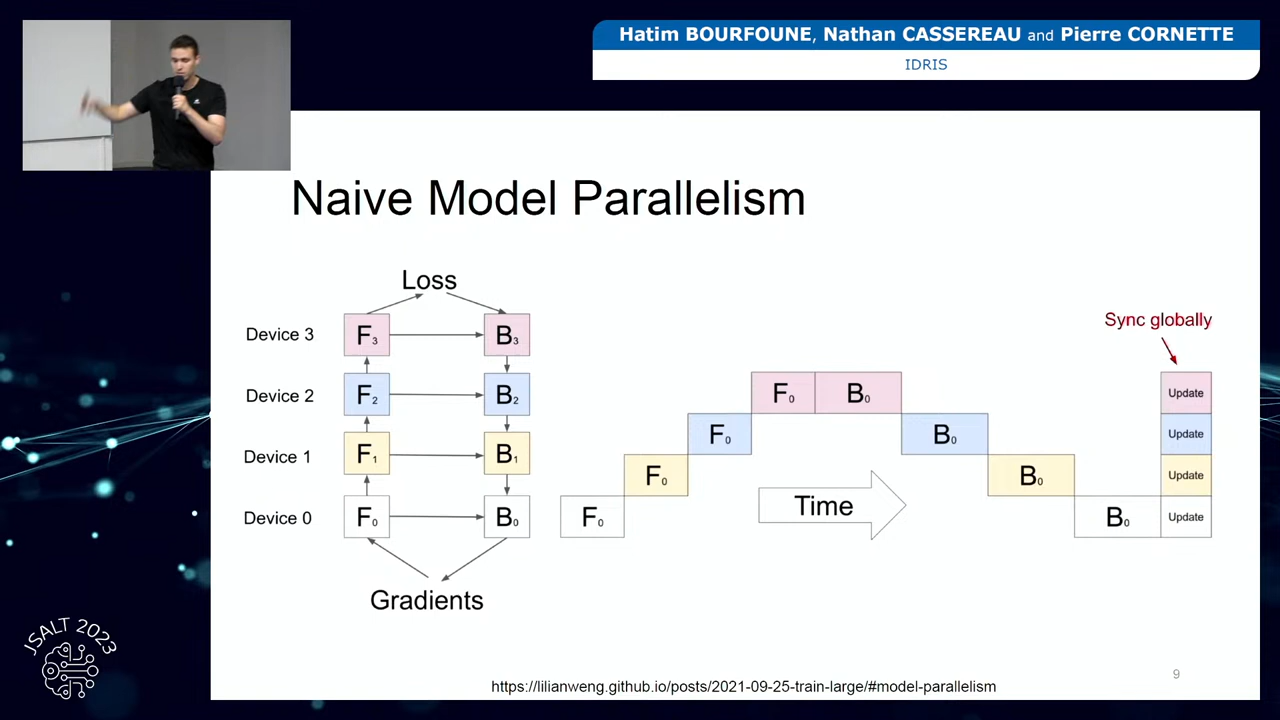 Hatim BOURFOUNE, Nathan CASSEREAU and Pierre CORNETTE
IDRIS
Naive Model Parallelism
Loss
Device 3 F₃ B₃
Device 2 F₂ B₂
Device 1 F₁ B₁
Device 0 F₀ B₀
Gradients
Sync globally
F₀ B₀ Update
F₀ B₀ Update
F₀ B₀ Update
F₀ B₀ Update
Time
JSALT 2023
9
https://lilianweng.github.io/posts/2021-09-25-train-large/#model-parallelism